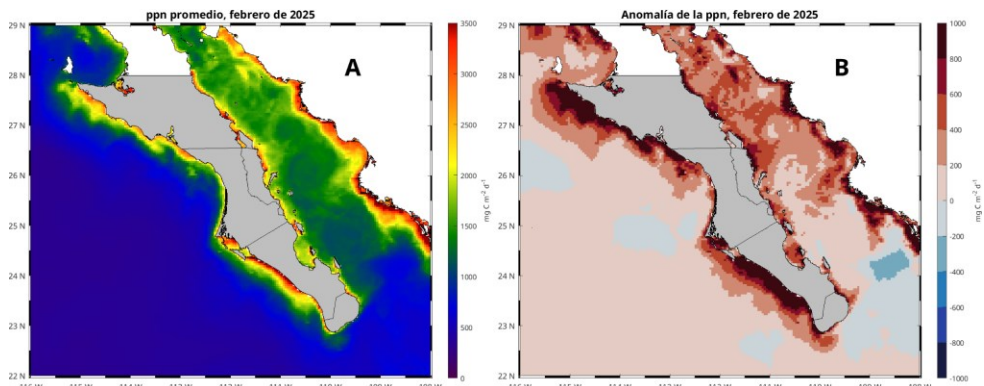 ppn promedio, febrero de 2025
A
29 N
28 N
27 N
26 N
25 N
24 N
23 N
22 N
3500
3000
2500
2000
1500
1000
500
0
mg C m⁻² d⁻¹
Anomalía de la ppn, febrero de 2025
B
29 N
28 N
27 N
26 N
25 N
24 N
23 N
22 N
1000
800
600
400
200
0
-200
-400
-600
-800
-1000
mg C m⁻² d⁻¹